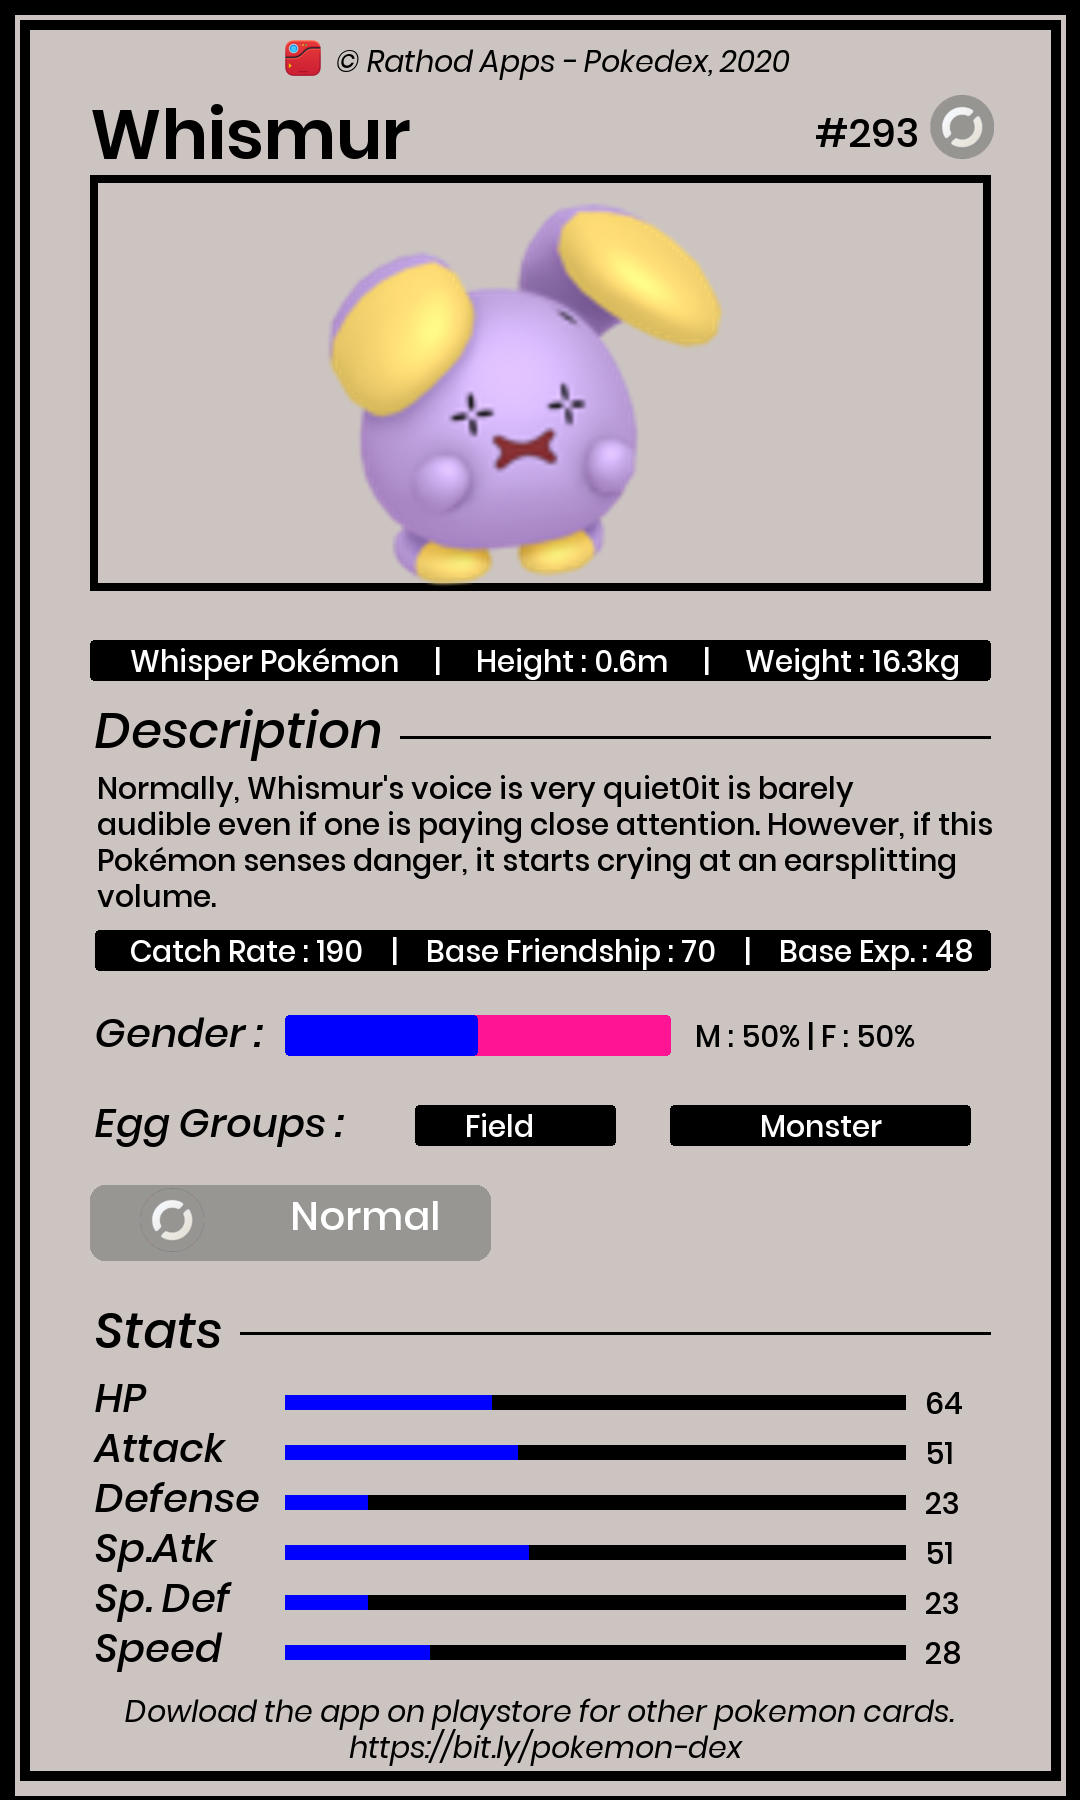 © Rathod Apps - Pokedex, 2020
Whismur #293
Whisper Pokémon | Height : 0.6m | Weight : 16.3kg
Description
Normally, Whismur's voice is very quiet0it is barely
audible even if one is paying close attention. However, if this
Pokémon senses danger, it starts crying at an earsplitting
volume.
Catch Rate : 190 | Base Friendship : 70 | Base Exp. : 48
Gender : M : 50% | F : 50%
Egg Groups : Field Monster
Normal
Stats
HP 64
Attack 51
Defense 23
Sp.Atk 51
Sp. Def 23
Speed 28
Dowload the app on playstore for other pokemon cards.
https://bit.ly/pokemon-dex